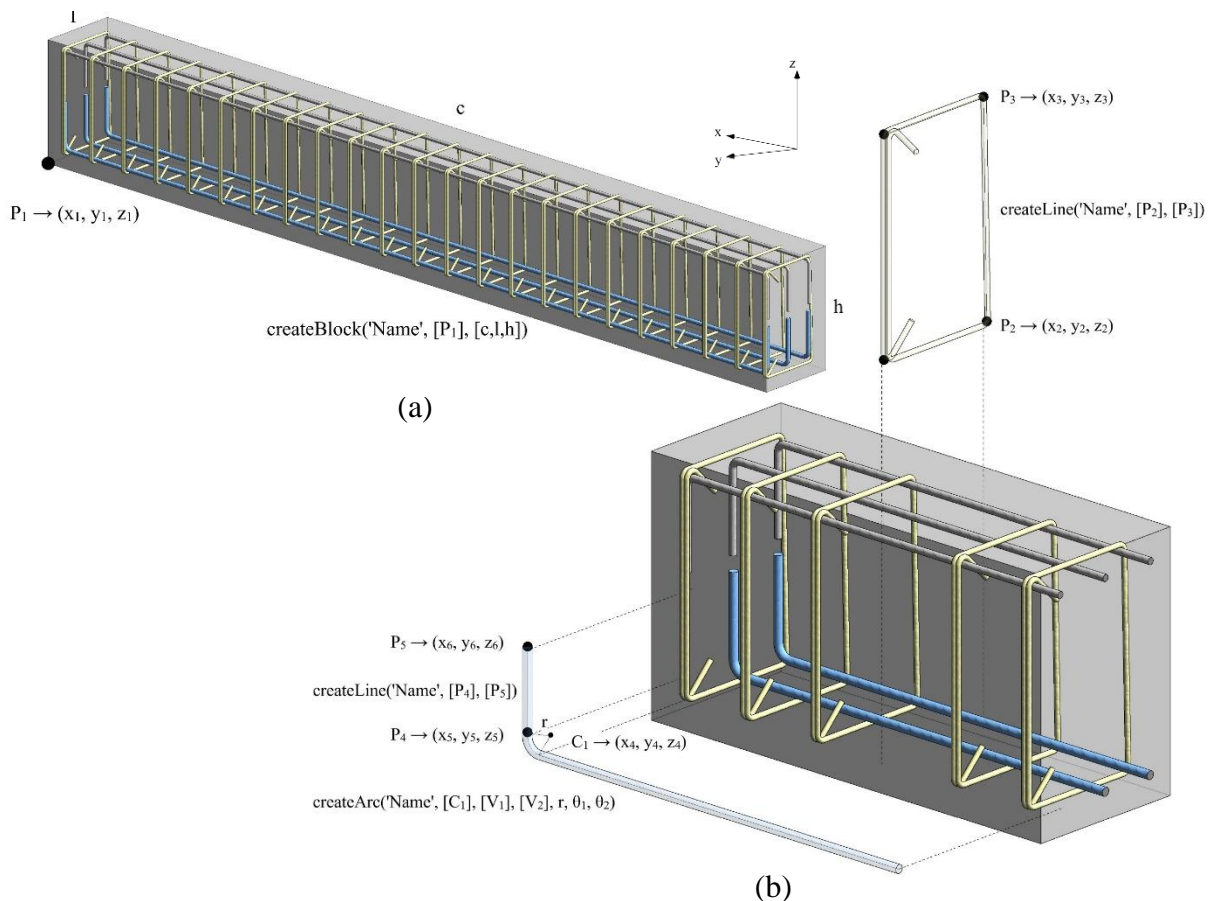 l
c
z
x
y
P₁ → (x₁, y₁, z₁)
h
createBlock('Name', [P₁], [c,l,h])
(a)
P₃ → (x₃, y₃, z₃)
createLine('Name', [P₂], [P₃])
P₂ → (x₂, y₂, z₂)
P₅ → (x₆, y₆, z₆)
createLine('Name', [P₄], [P₅])
r
P₄ → (x₅, y₅, z₅)
C₁ → (x₄, y₄, z₄)
createArc('Name', [C₁], [V₁], [V₂], r, θ₁, θ₂)
(b)